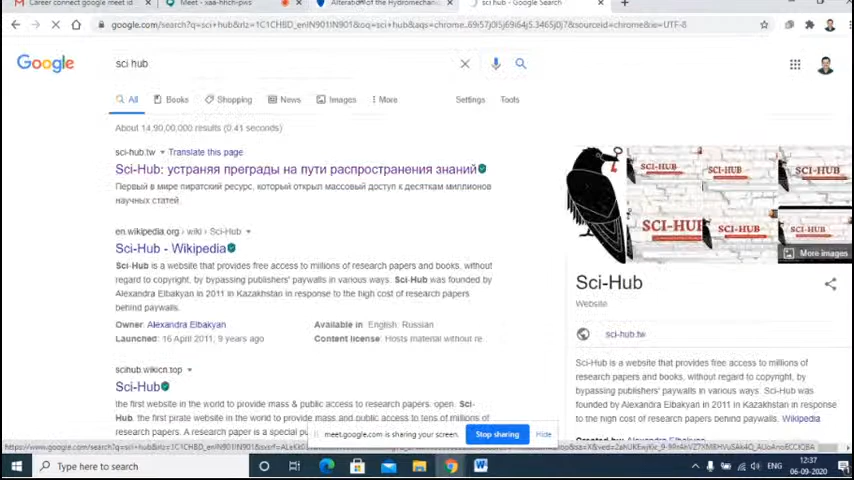 Career connect google meet id
Meet - xaa-hhch-pws
Alteration of the Hydromechan
sci hub - Google Search
google.com/search?q=sci+hub&rlz=1C1CHBD_enIN901IN901&oq=sci+hub&aqs=chrome..69i57j0l5j69i64j5.3465j0j7&sourceid=chrome&ie=UTF-8
Google
sci hub
All
Books
Shopping
News
Images
More
Settings
Tools
About 14,90,00,000 results (0.41 seconds)
sci-hub.tw
Translate this page
Sci-Hub: устраняя преграды на пути распространения знаний
Первый в мире пиратский ресурс, который открыл массовый доступ к десяткам миллионов
научных статей
en.wikipedia.org › wiki › Sci-Hub
Sci-Hub - Wikipedia
Sci-Hub is a website that provides free access to millions of research papers and books, without
regard to copyright, by bypassing publishers' paywalls in various ways. Sci-Hub was founded by
Alexandra Elbakyan in 2011 in Kazakhstan in response to the high cost of research papers
behind paywalls.
Owner: Alexandra Elbakyan
Available in: English, Russian
Launched: 16 April 2011, 9 years ago
Content license: Hosts material without re
scihub.wikicn.top
Sci-Hub
the first website in the world to provide mass & public access to research papers. open. Sci-
Hub, the first pirate website in the world to provide mass and public access to tens of millions of
research papers. A research paper is a special pu
SCI-HUB
SCI-HUB
SCI-HUB
SCI-HUB
SCI-HUB
SCI-HUB
More images
Sci-Hub
Website
sci-hub.tw
Sci-Hub is a website that provides free access to millions of
research papers and books, without regard to copyright, by
bypassing publishers' paywalls in various ways. Sci-Hub was
founded by Alexandra Elbakyan in 2011 in Kazakhstan in response
to the high cost of research papers behind paywalls. Wikipedia
meet.google.com is sharing your screen.
Stop sharing
Hide
Type here to search
ENG
12:37
06-09-2020